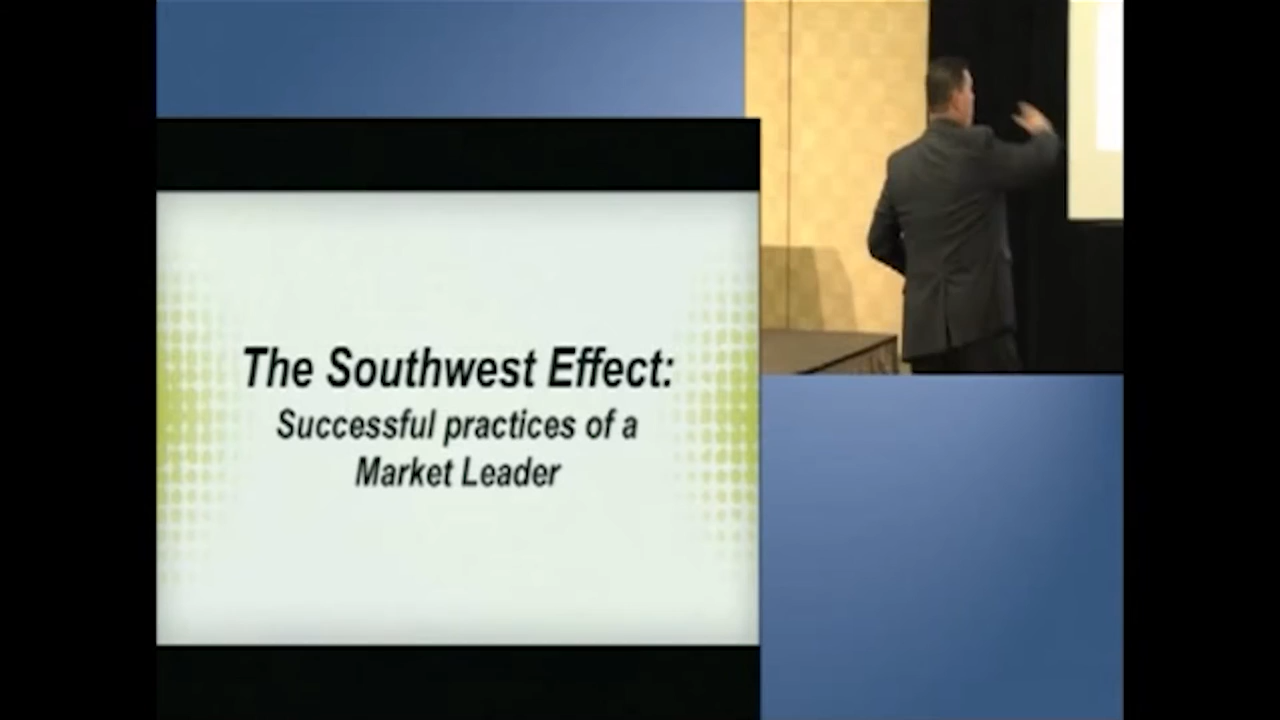 The Southwest Effect:
Successful practices of a
Market Leader